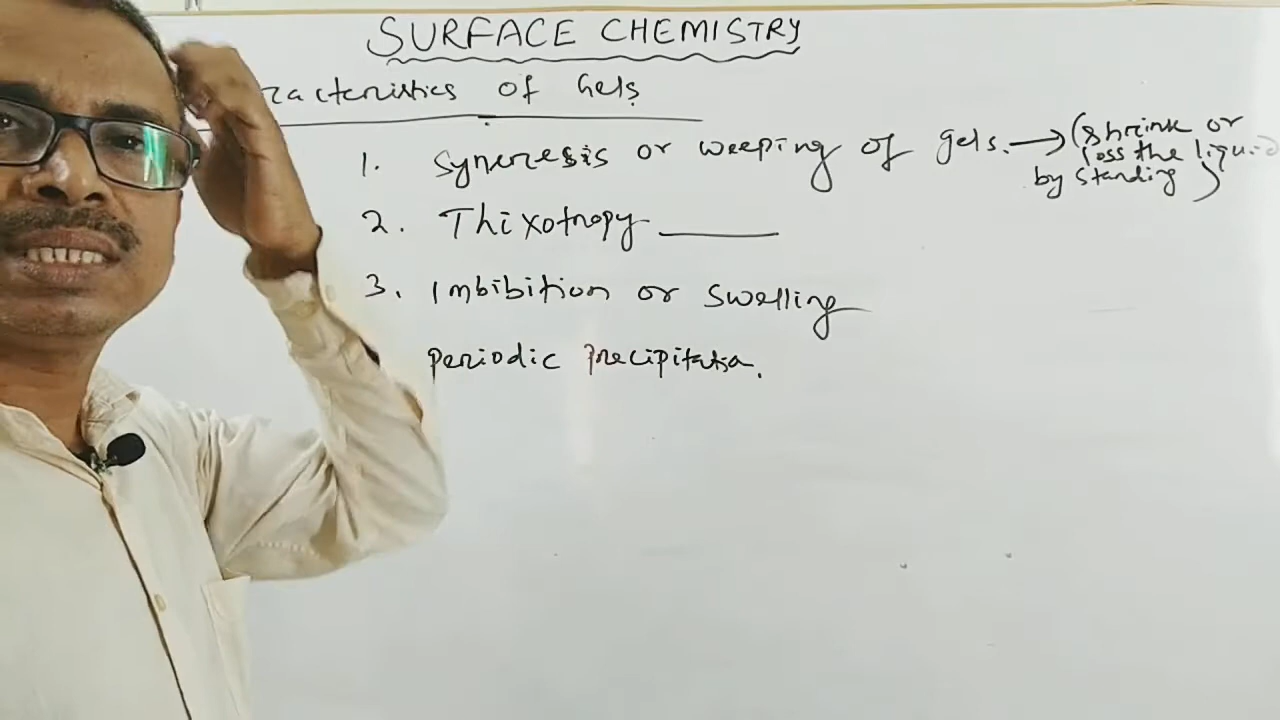 SURFACE CHEMISTRY
racteristics of Gels
1. Syneresis or weeping of gels. → (shrink or
loss the liquid
by standing)
2. Thixotropy
3. Imbibition or swelling
periodic precipitation.